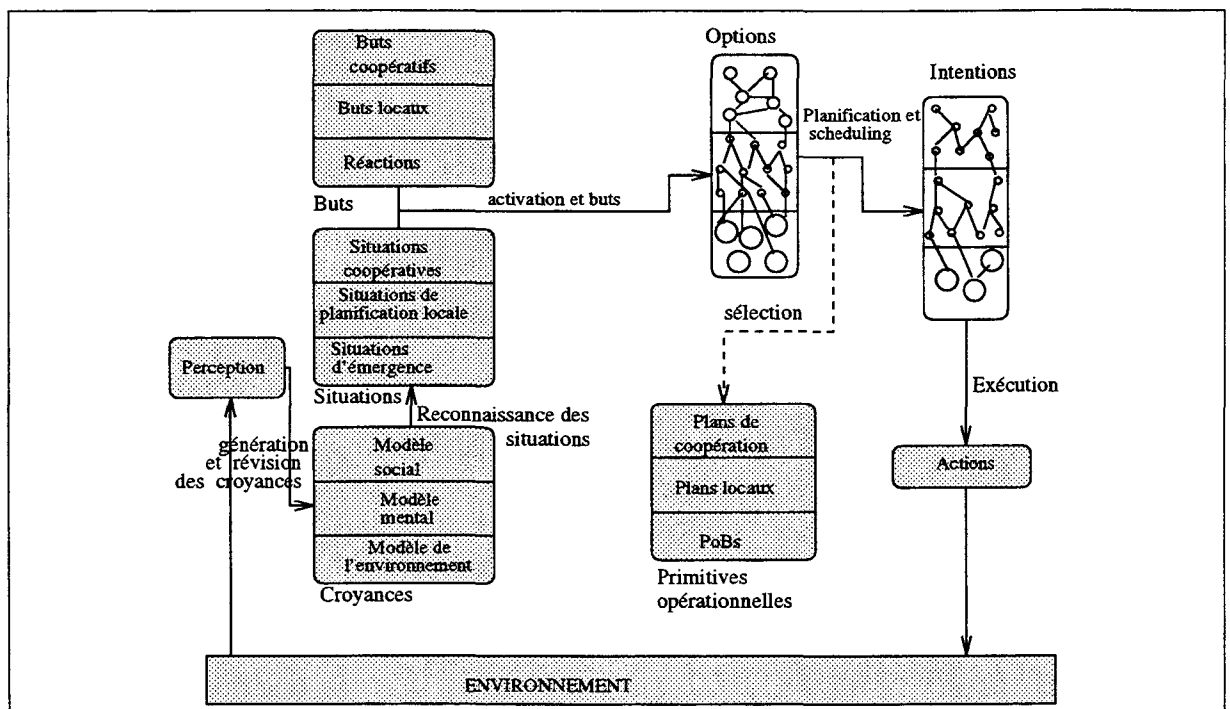 Buts
coopératifs
Buts locaux
Réactions
Buts
activation et buts
Options
Planification et
scheduling
Intentions
Situations
coopératives
Situations de
planification locale
Situations
d'émergence
Situations
Perception
Reconnaissance des
situations
génération
et révision
des croyances
Modèle
social
Modèle
mental
Modèle de
l'environnement
Croyances
sélection
Plans de
coopération
Plans locaux
PoBs
Primitives
opérationnelles
Exécution
Actions
ENVIRONNEMENT